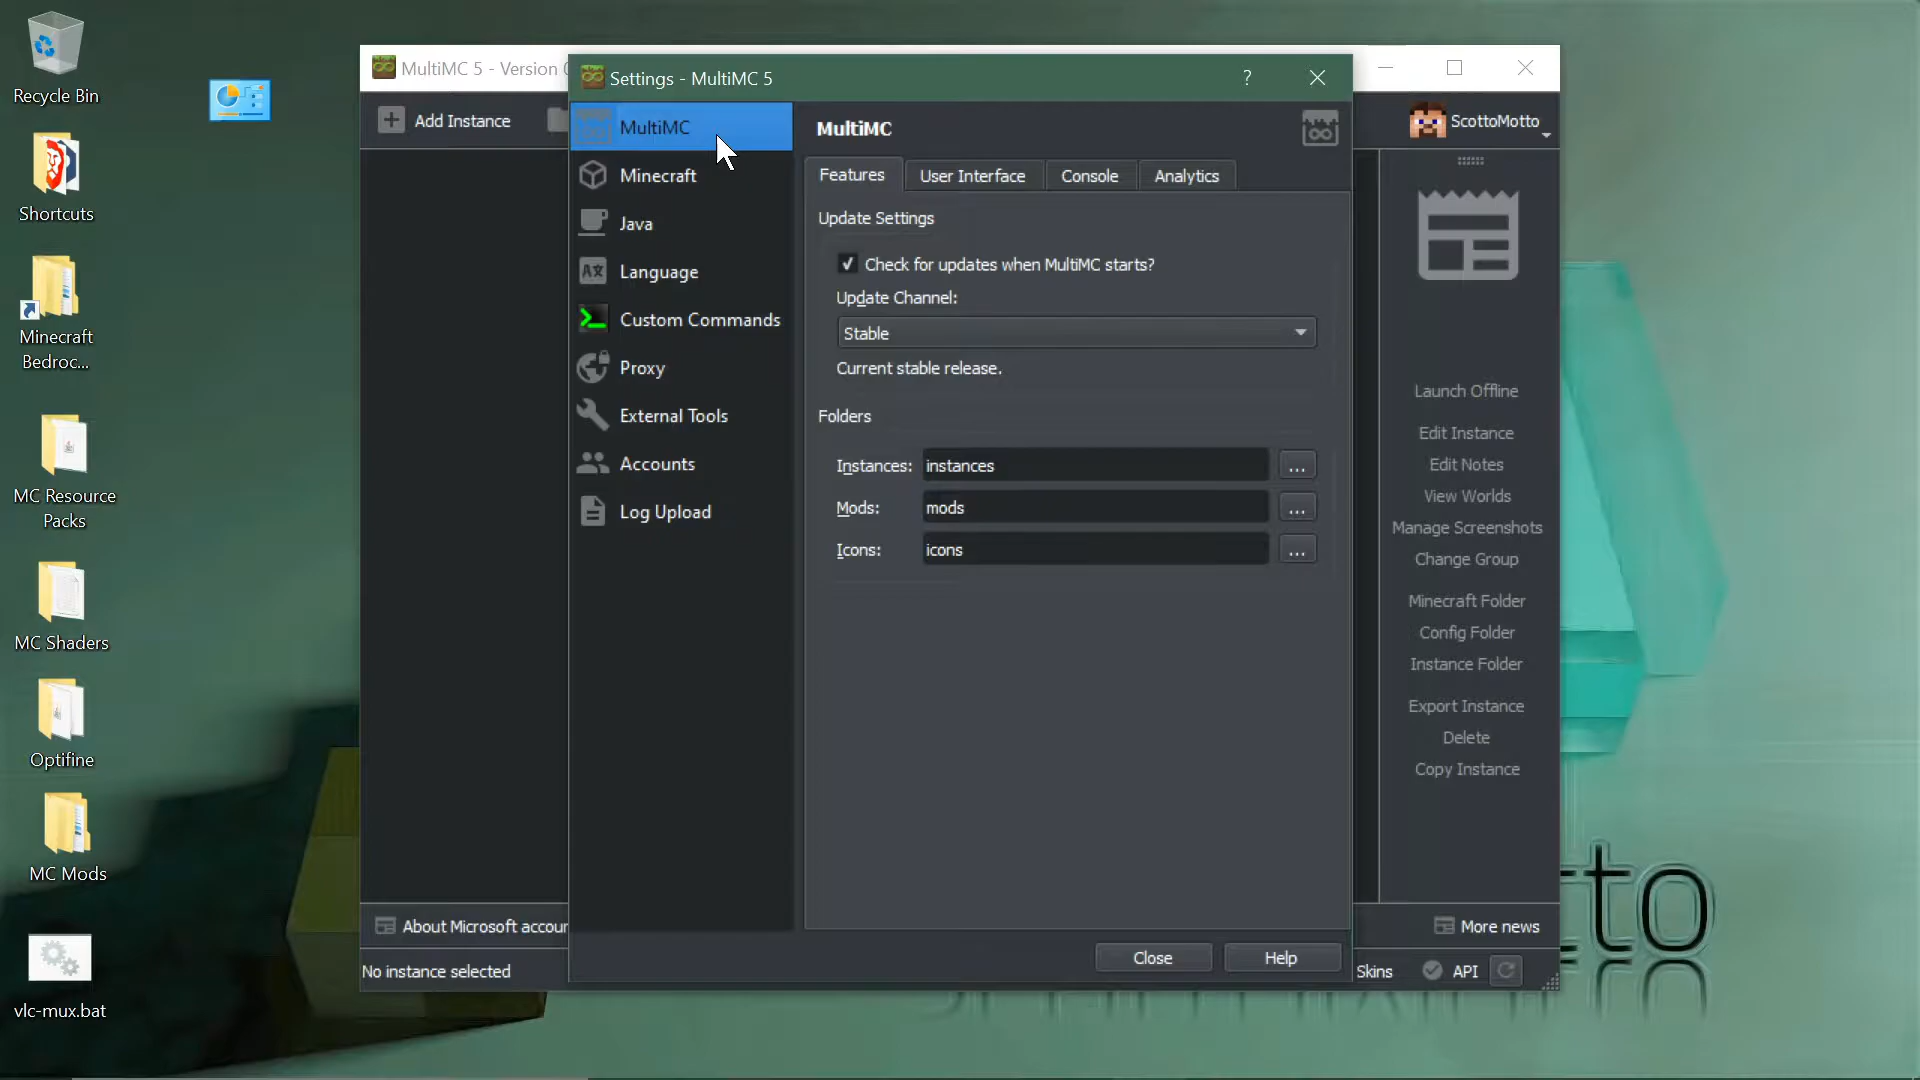 Recycle Bin
Shortcuts
Minecraft
Bedroc...
MC Resource
Packs
MC Shaders
Optifine
MC Mods
vlc-mux.bat
MultiMC 5 - Version
Add Instance
ScottoMotto
Settings - MultiMC 5
?
MultiMC
Minecraft
Java
Language
Custom Commands
Proxy
External Tools
Accounts
Log Upload
MultiMC
Features
User Interface
Console
Analytics
Update Settings
Check for updates when MultiMC starts?
Update Channel:
Stable
Current stable release.
Folders
Instances:
instances
...
Mods:
mods
...
Icons:
icons
...
Close
Help
Launch Offline
Edit Instance
Edit Notes
View Worlds
Manage Screenshots
Change Group
Minecraft Folder
Config Folder
Instance Folder
Export Instance
Delete
Copy Instance
About Microsoft accour
More news
No instance selected
Skins
API
tto